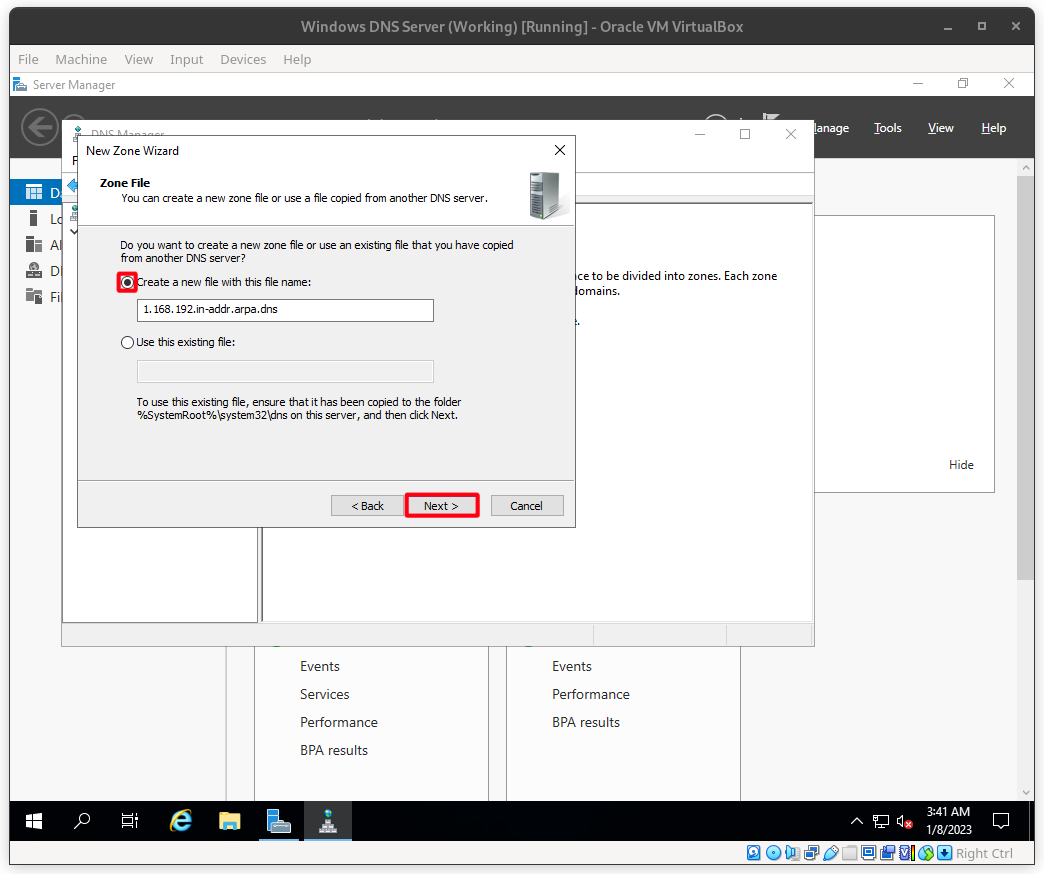 Windows DNS Server (Working) [Running] - Oracle VM VirtualBox
File Machine View Input Devices Help
Server Manager
DNS Manager
anage Tools View Help
New Zone Wizard
Zone File
You can create a new zone file or use a file copied from another DNS server.
Do you want to create a new zone file or use an existing file that you have copied
from another DNS server?
Create a new file with this file name:
1.168.192.in-addr.arpa.dns
Use this existing file:
To use this existing file, ensure that it has been copied to the folder
%SystemRoot%\system32\dns on this server, and then click Next.
< Back Next > Cancel
ce to be divided into zones. Each zone
omains.
Hide
Events
Services
Performance
BPA results
Events
Performance
BPA results
3:41 AM
1/8/2023
Right Ctrl